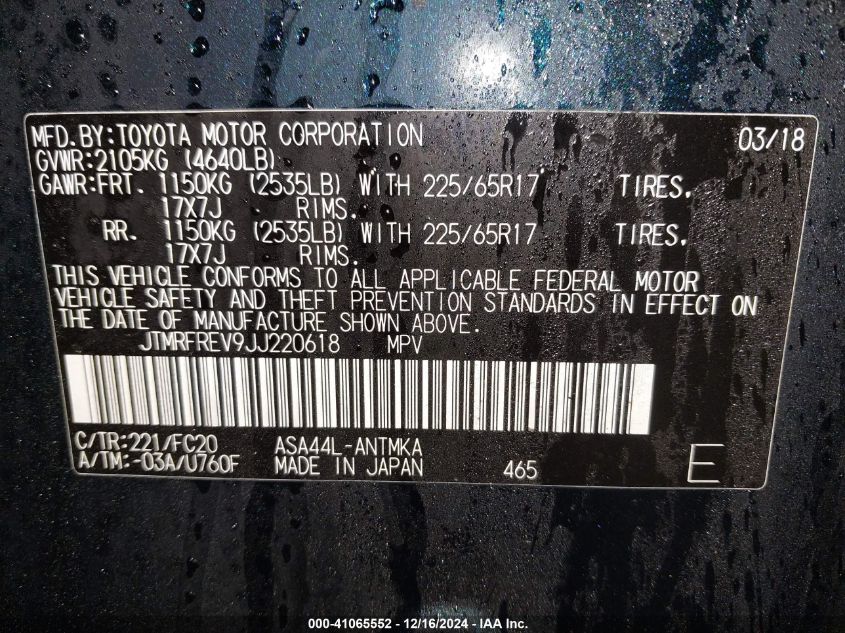 MFD.BY:TOYOTA MOTOR CORPORATION 03/18
GVWR:2105KG (4640LB)
GAWR:FRT. 1150KG (2535LB) WITH 225/65R17 TIRES,
17X7J RIMS.
RR. 1150KG (2535LB) WITH 225/65R17 TIRES,
17X7J RIMS.
THIS VEHICLE CONFORMS TO ALL APPLICABLE FEDERAL MOTOR
VEHICLE SAFETY AND THEFT PREVENTION STANDARDS IN EFFECT ON
THE DATE OF MANUFACTURE SHOWN ABOVE.
JTMRFREV9JJ220618 MPV
C/TR:221/FC20 ASA44L-ANTMKA
A/TM:-03A/U760F MADE IN JAPAN 465 E
000-41065552 - 12/16/2024 - IAA Inc.